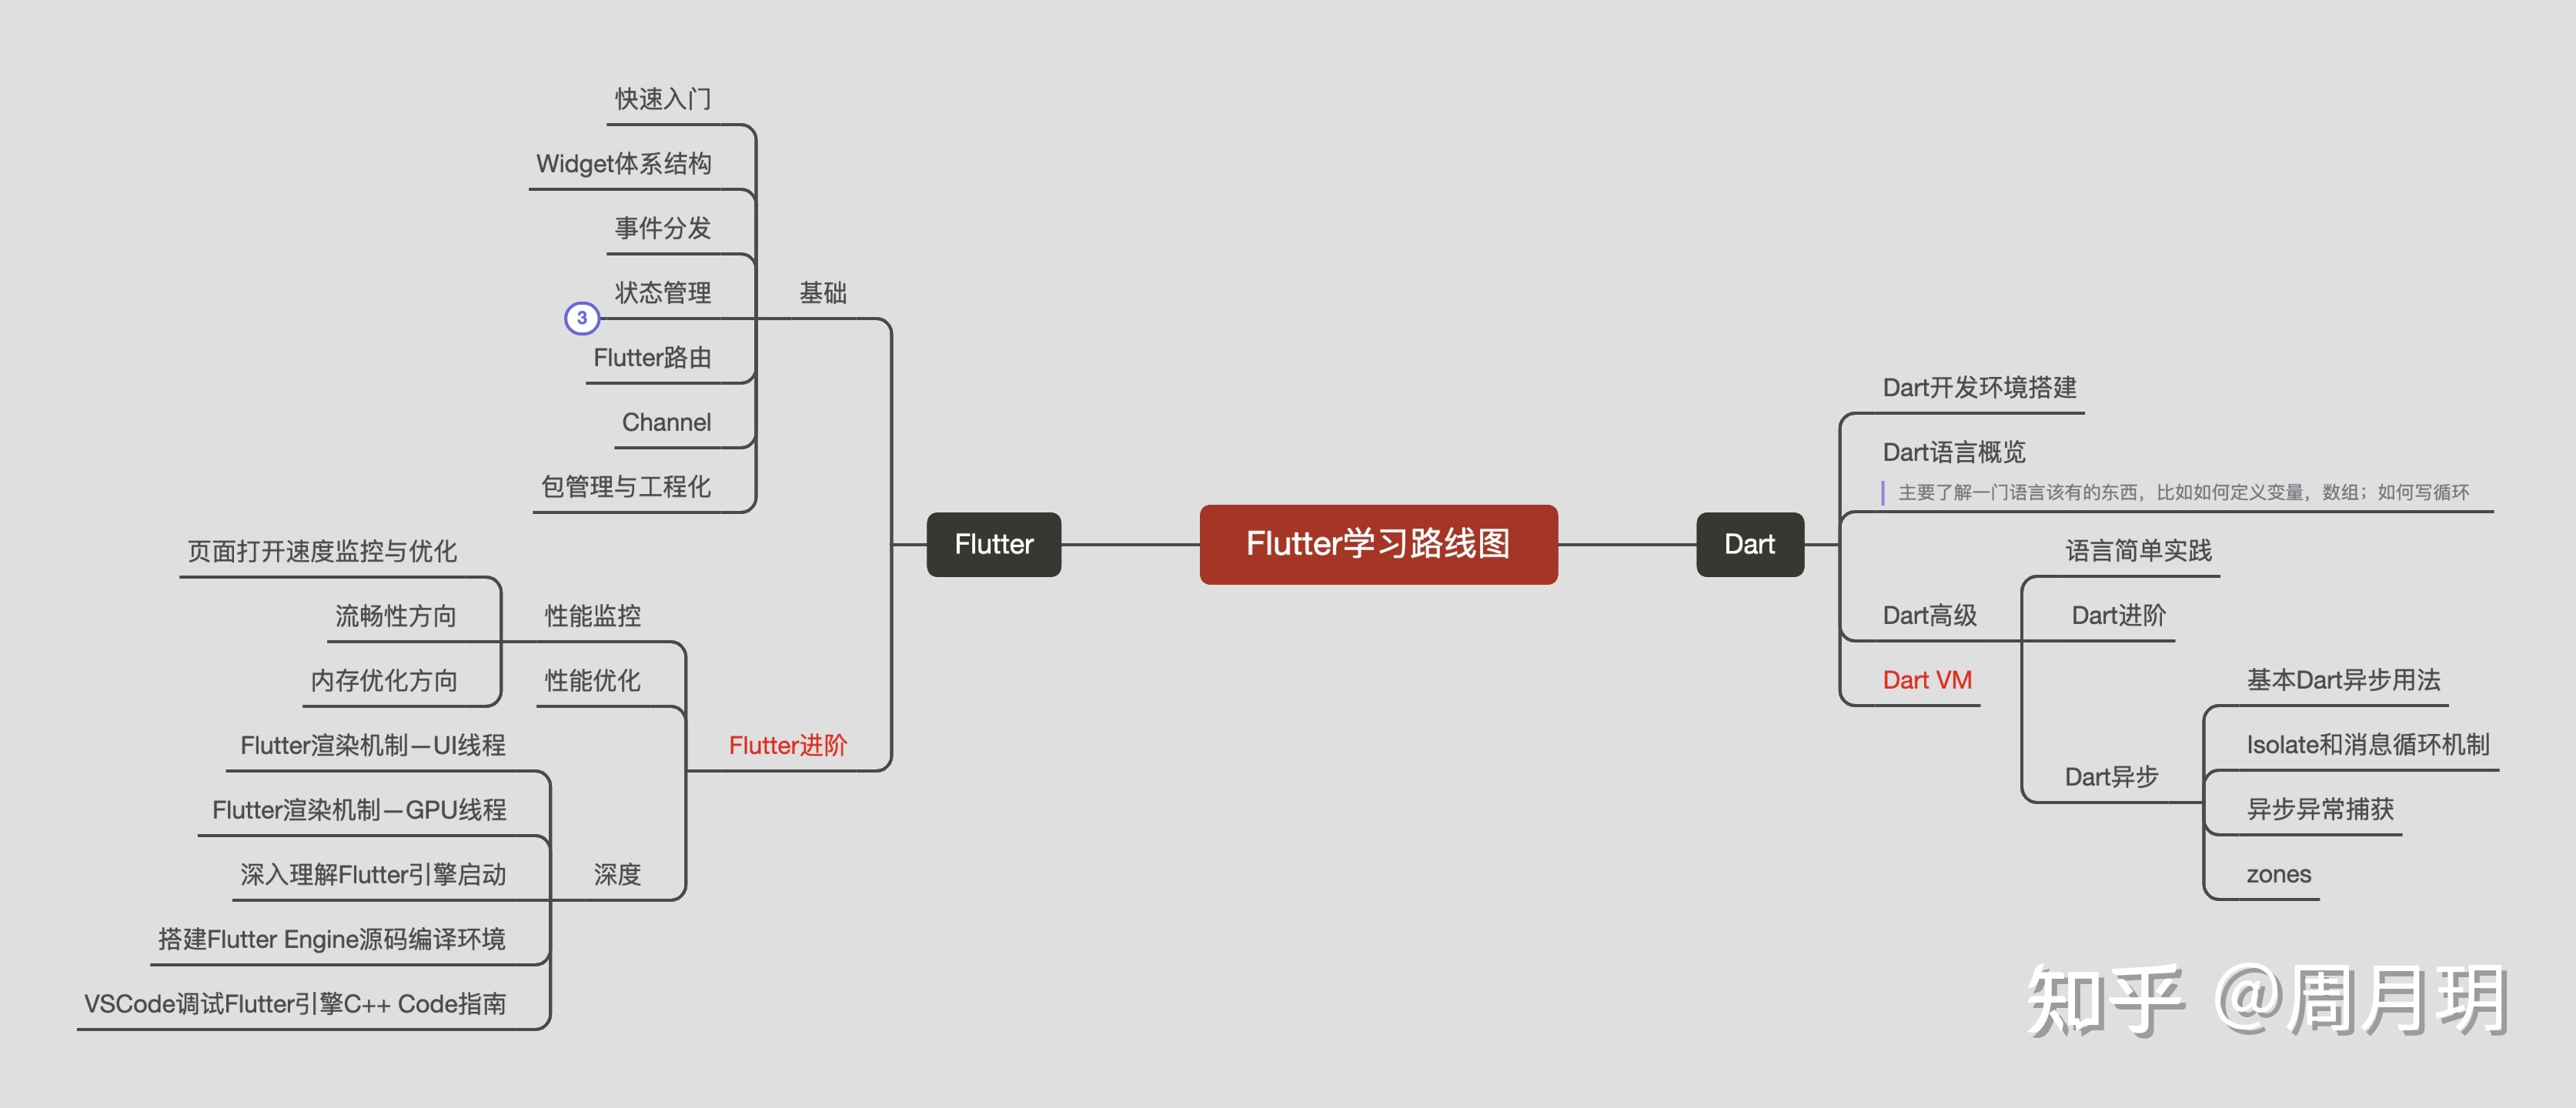 Flutter学习路线图
Flutter
基础
快速入门
Widget体系结构
事件分发
状态管理
3
Flutter路由
Channel
包管理与工程化
Flutter进阶
性能监控
页面打开速度监控与优化
流畅性方向
内存优化方向
性能优化
深度
Flutter渲染机制—UI线程
Flutter渲染机制—GPU线程
深入理解Flutter引擎启动
搭建Flutter Engine源码编译环境
VSCode调试Flutter引擎C++ Code指南
Dart
Dart开发环境搭建
Dart语言概览
主要了解一门语言该有的东西，比如如何定义变量，数组；如何写循环
Dart高级
语言简单实践
Dart进阶
Dart异步
基本Dart异步用法
Isolate和消息循环机制
异步异常捕获
zones
Dart VM
知乎 @周月玥